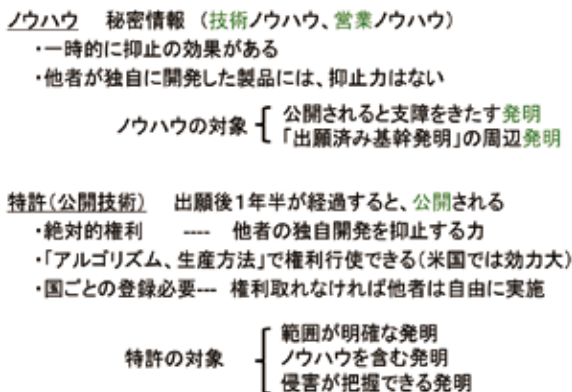 ノウハウ 秘密情報 (技術ノウハウ、営業ノウハウ)
・一時的に抑止の効果がある
・他者が独自に開発した製品には、抑止力はない
ノウハウの対象 { 公開されると支障をきたす発明
「出願済み基幹発明」の周辺発明
特許(公開技術) 出願後1年半が経過すると、公開される
・絶対的権利 ---- 他者の独自開発を抑止する力
・「アルゴリズム、生産方法」で権利行使できる(米国では効力大)
・国ごとの登録必要--- 権利取れなければ他者は自由に実施
範囲が明確な発明
特許の対象 { ノウハウを含む発明
侵害が把握できる発明